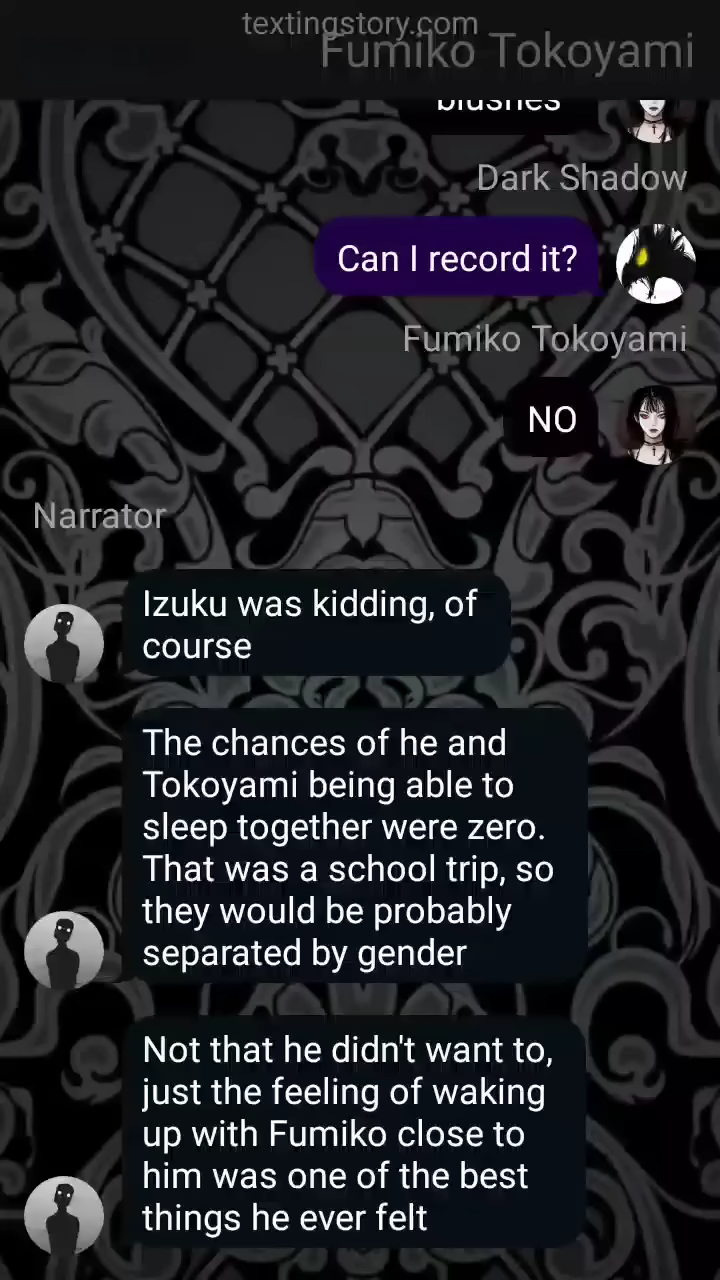 textingstory.com
Fumiko Tokoyami
blushes
Dark Shadow
Can I record it?
Fumiko Tokoyami
NO
Narrator
Izuku was kidding, of
course
The chances of he and
Tokoyami being able to
sleep together were zero.
That was a school trip, so
they would be probably
separated by gender
Not that he didn't want to,
just the feeling of waking
up with Fumiko close to
him was one of the best
things he ever felt